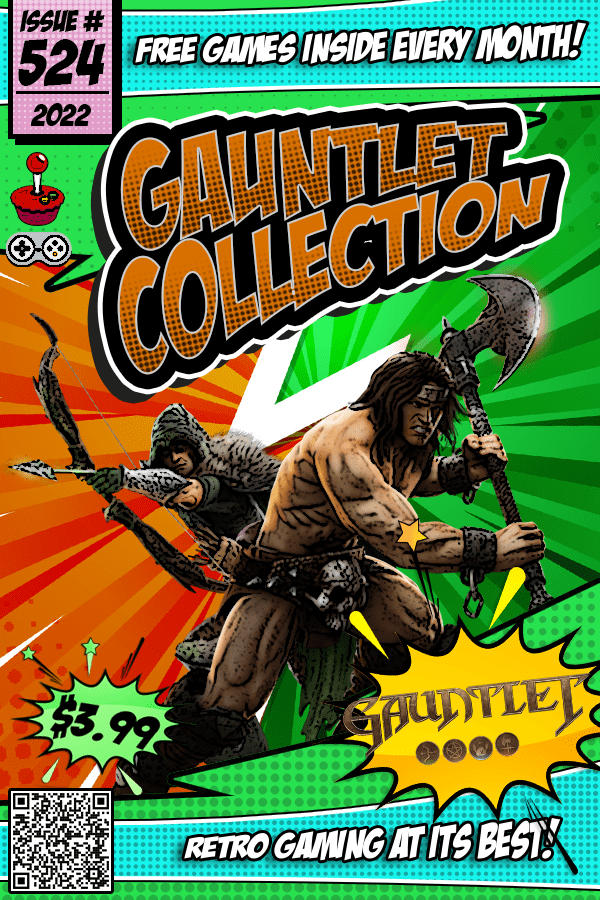 ISSUE #
524
2022
FREE GAMES INSIDE EVERY MONTH!
GAUNTLET
COLLECTION
$3.99
GAUNTLET
RETRO GAMING AT ITS BEST!